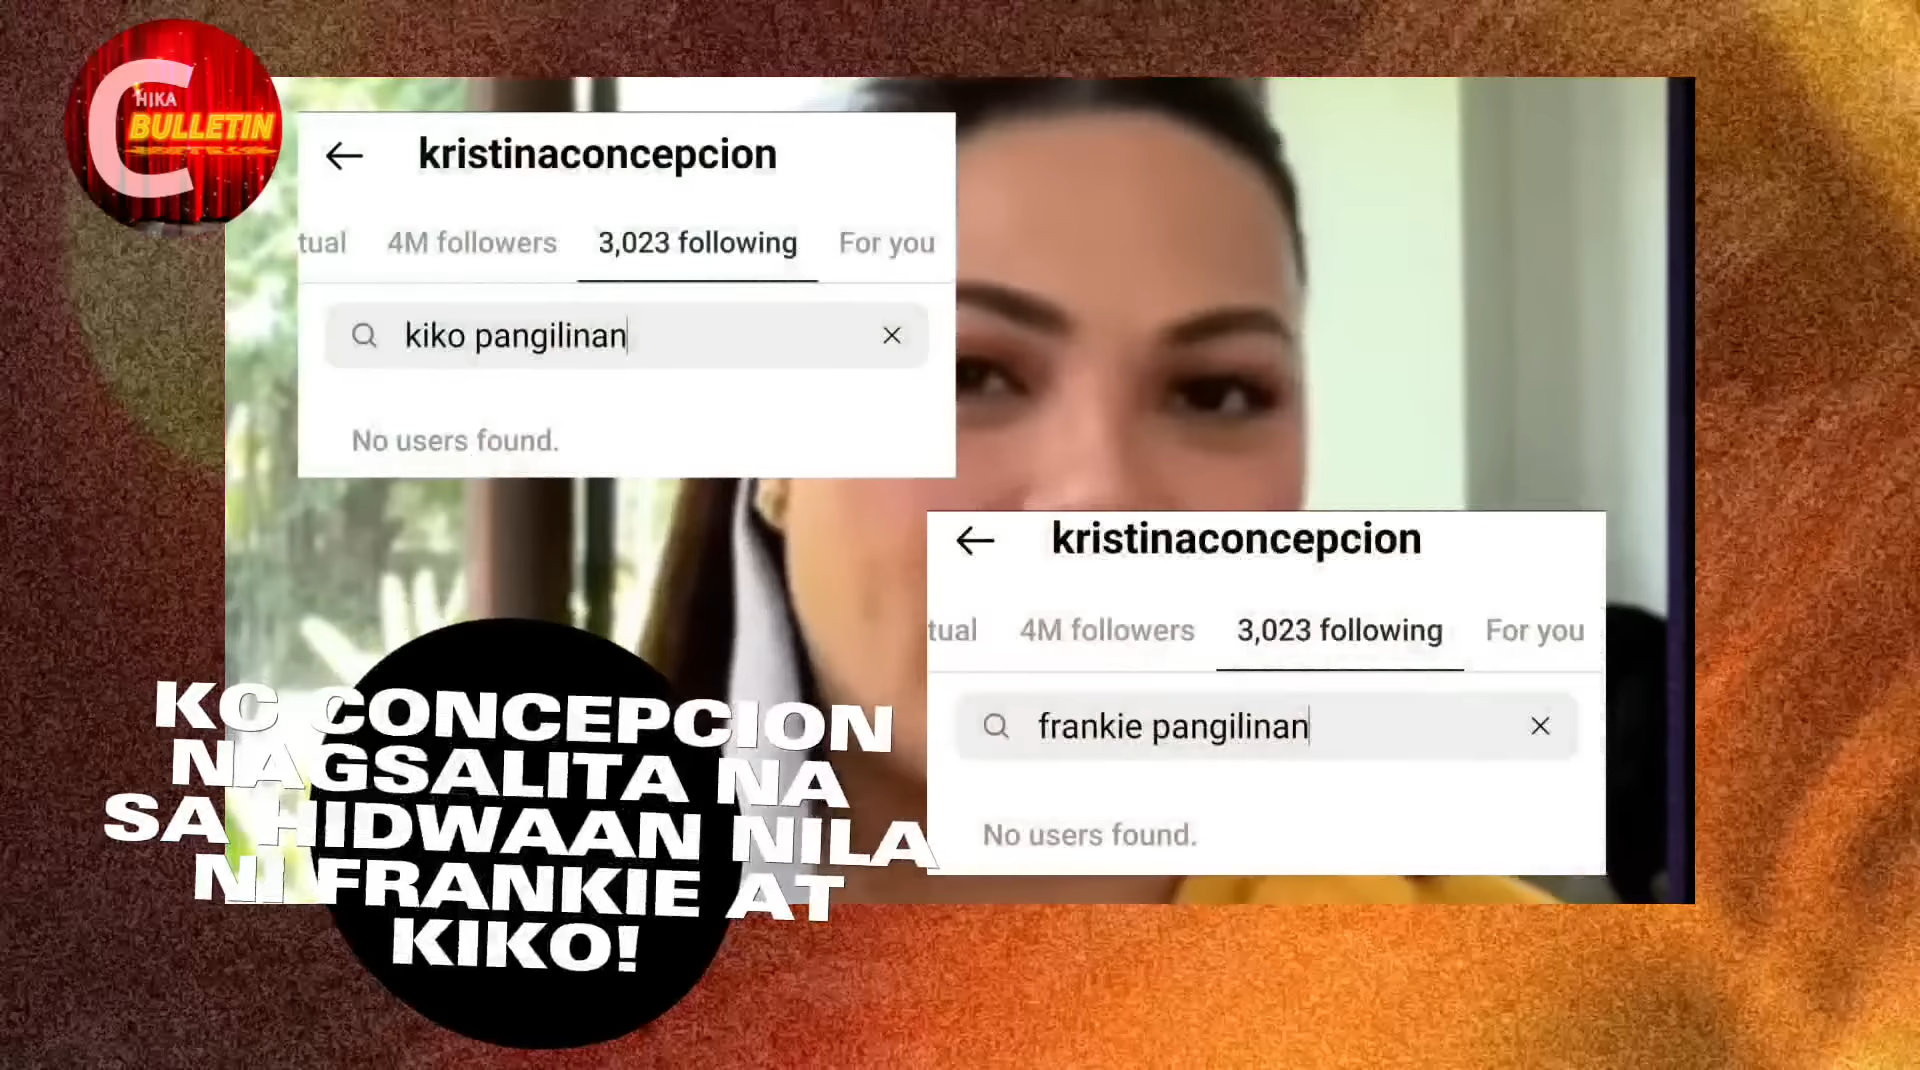 CHIKA
BULLETIN
kristinaconcepcion
tual 4M followers 3,023 following For you
kiko pangilinan
No users found.
kristinaconcepcion
tual 4M followers 3,023 following For you
frankie pangilinan
No users found.
KC CONCEPCION
NAGSALITA NA
SA HIDWAAN NILA
NI FRANKIE AT
KIKO!